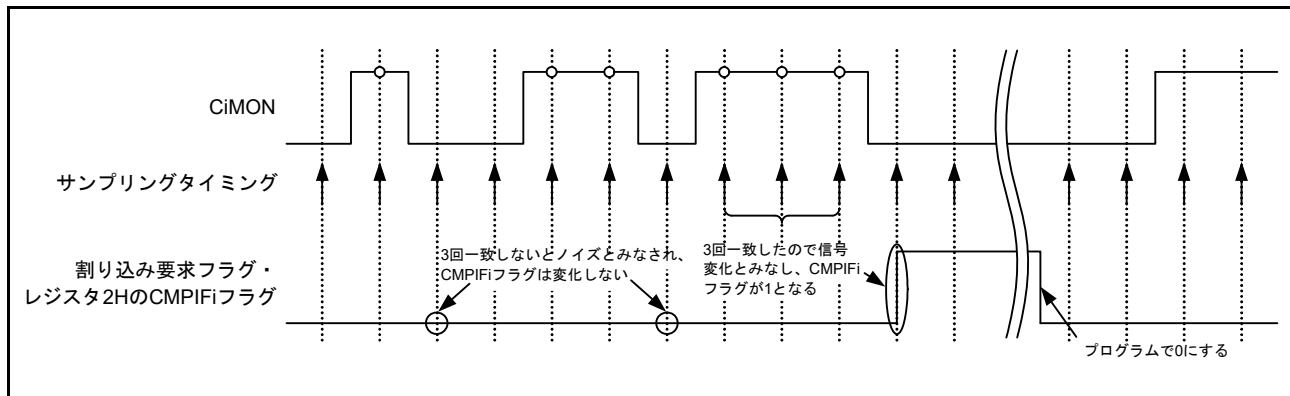 CiMON
サンプリングタイミング
3回一致しないとノイズとみなされ、
CMPIFiフラグは変化しない
3回一致したので信号
変化とみなし、CMPIFi
フラグが1となる
割り込み要求フラグ・
レジスタ2HのCMPIFiフラグ
プログラムで0にする